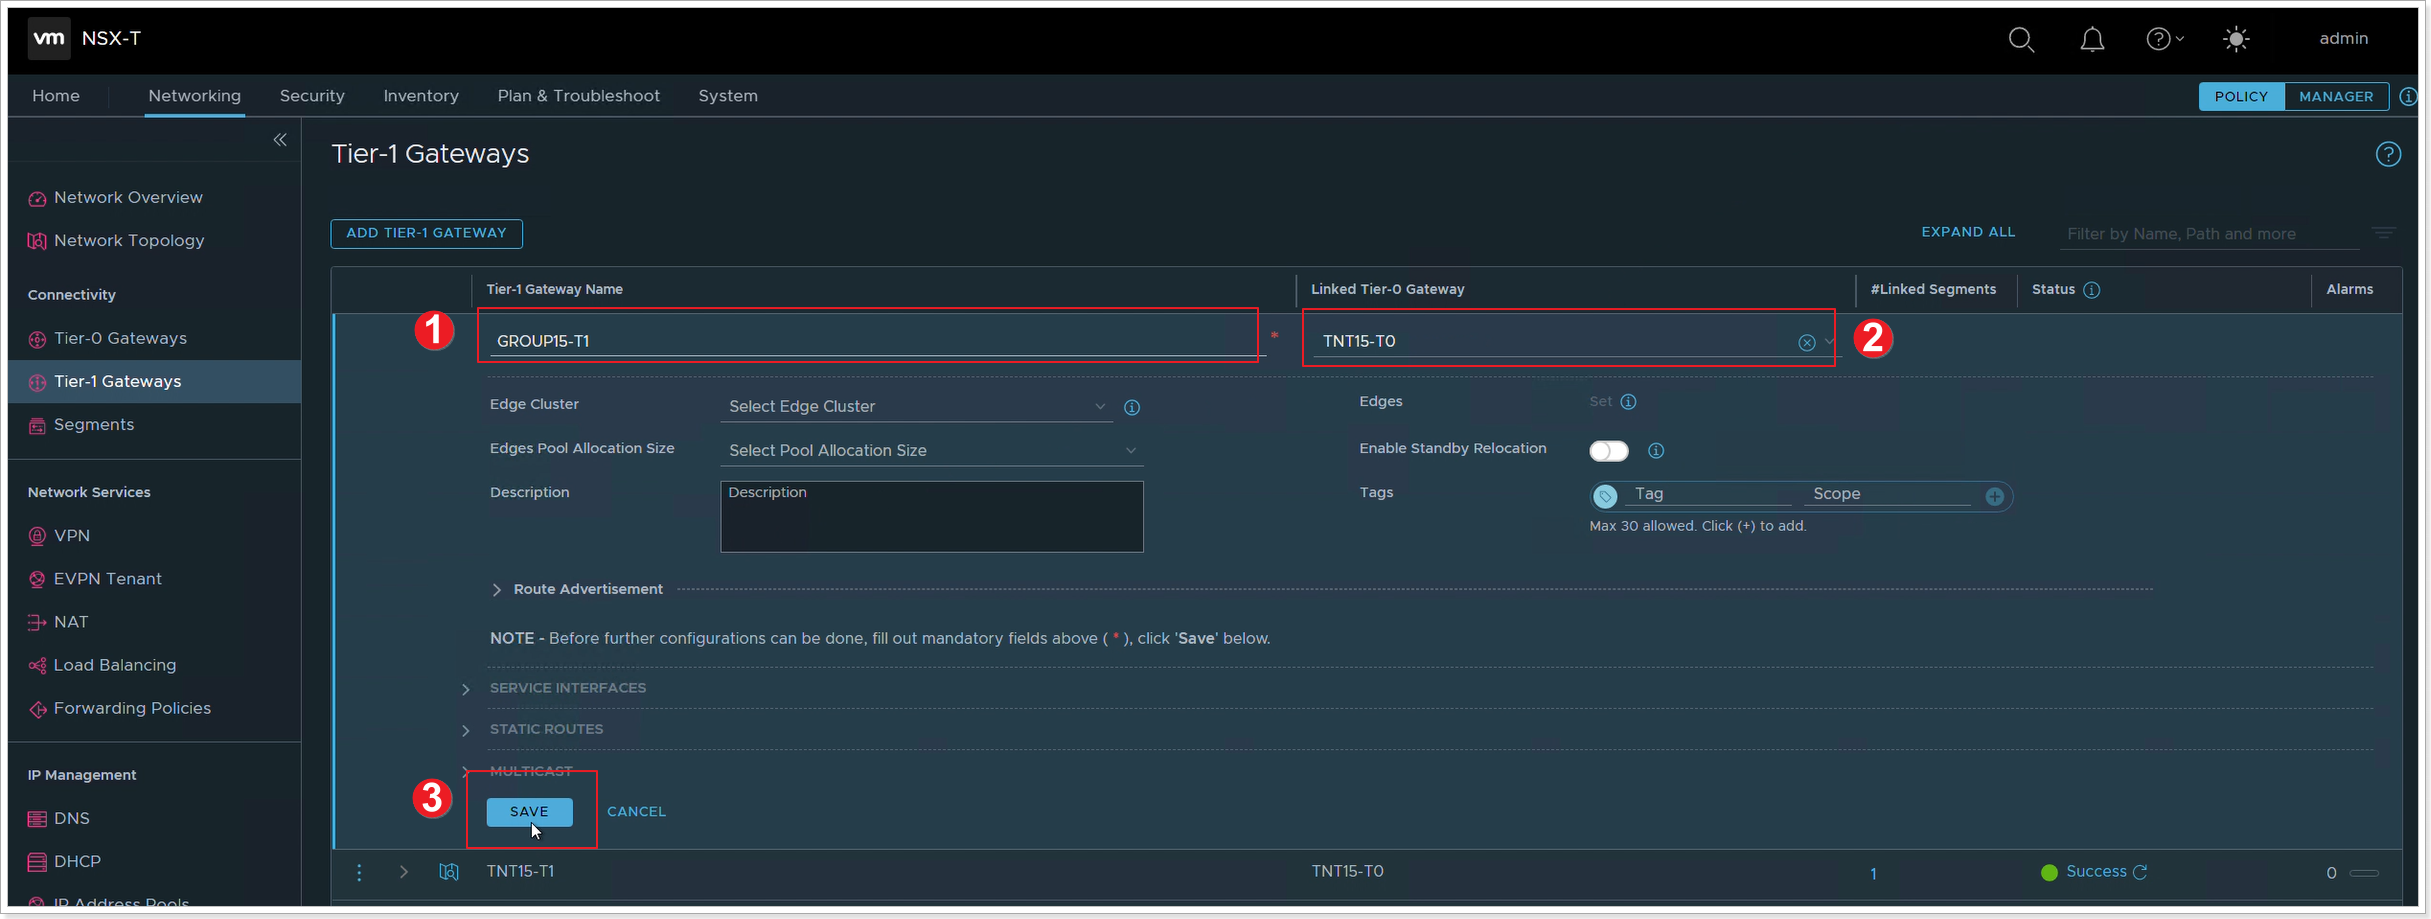 vm NSX-T admin
Home Networking Security Inventory Plan & Troubleshoot System POLICY MANAGER
Tier-1 Gateways
Network Overview
Network Topology
Connectivity
Tier-0 Gateways
Tier-1 Gateways
Segments
Network Services
VPN
EVPN Tenant
NAT
Load Balancing
Forwarding Policies
IP Management
DNS
DHCP
IP Address Pools
ADD TIER-1 GATEWAY EXPAND ALL Filter by Name, Path and more
Tier-1 Gateway Name Linked Tier-0 Gateway #Linked Segments Status Alarms
1 GROUP15-T1 * TNT15-T0 2
Edge Cluster Select Edge Cluster Edges Set
Edges Pool Allocation Size Select Pool Allocation Size Enable Standby Relocation
Description Description Tags Tag Scope
Max 30 allowed. Click (+) to add.
Route Advertisement
NOTE - Before further configurations can be done, fill out mandatory fields above ( * ), click 'Save' below.
SERVICE INTERFACES
STATIC ROUTES
MULTICAST
3 SAVE CANCEL
TNT15-T1 TNT15-T0 1 Success 0